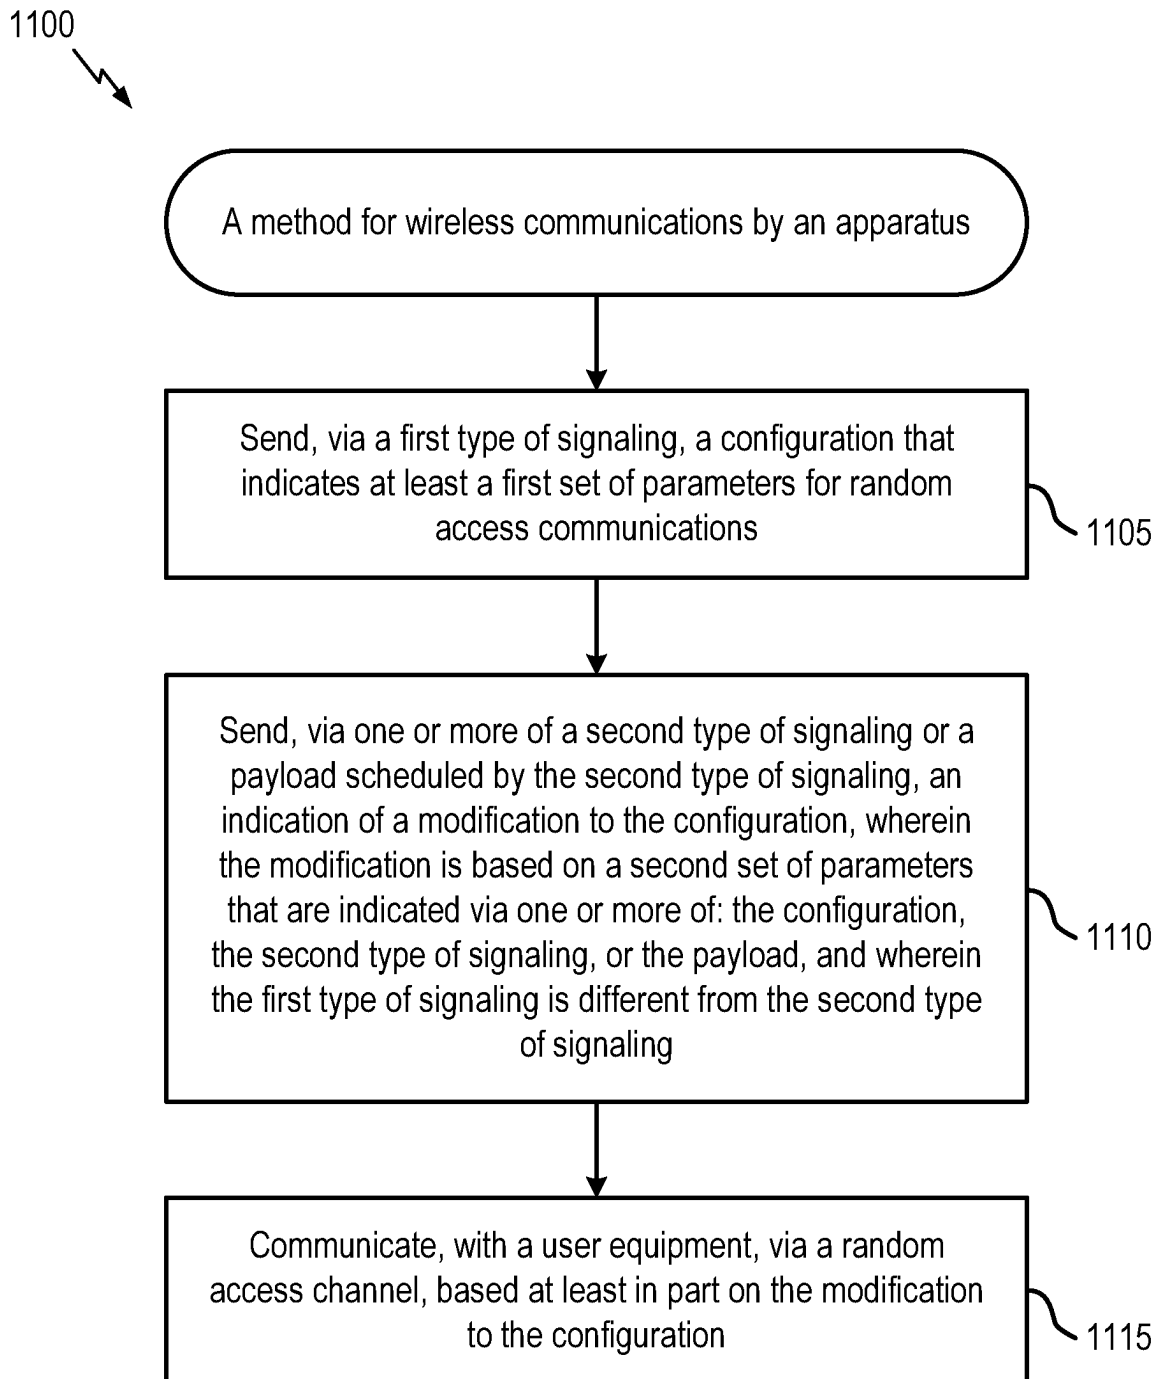 1100
A method for wireless communications by an apparatus
Send, via a first type of signaling, a configuration that
indicates at least a first set of parameters for random
access communications
1105
Send, via one or more of a second type of signaling or a
payload scheduled by the second type of signaling, an
indication of a modification to the configuration, wherein
the modification is based on a second set of parameters
that are indicated via one or more of: the configuration,
the second type of signaling, or the payload, and wherein
the first type of signaling is different from the second type
of signaling
1110
Communicate, with a user equipment, via a random
access channel, based at least in part on the modification
to the configuration
1115